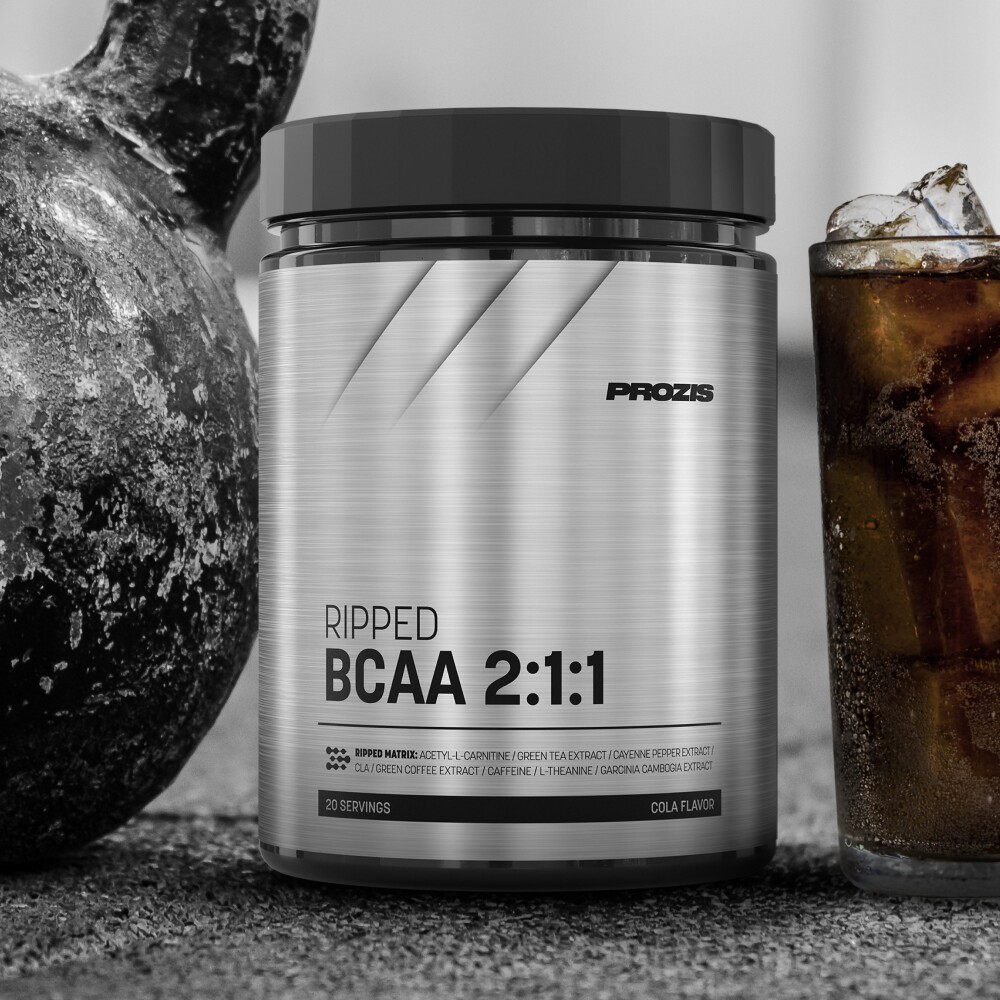 PROZIS
RIPPED
BCAA 2:1:1
RIPPED MATRIX: ACETYL-L-CARNITINE / GREEN TEA EXTRACT / CAYENNE PEPPER EXTRACT /
CLA / GREEN COFFEE EXTRACT / CAFFEINE / L-THEANINE / GARCINIA CAMBOGIA EXTRACT
20 SERVINGS COLA FLAVOR